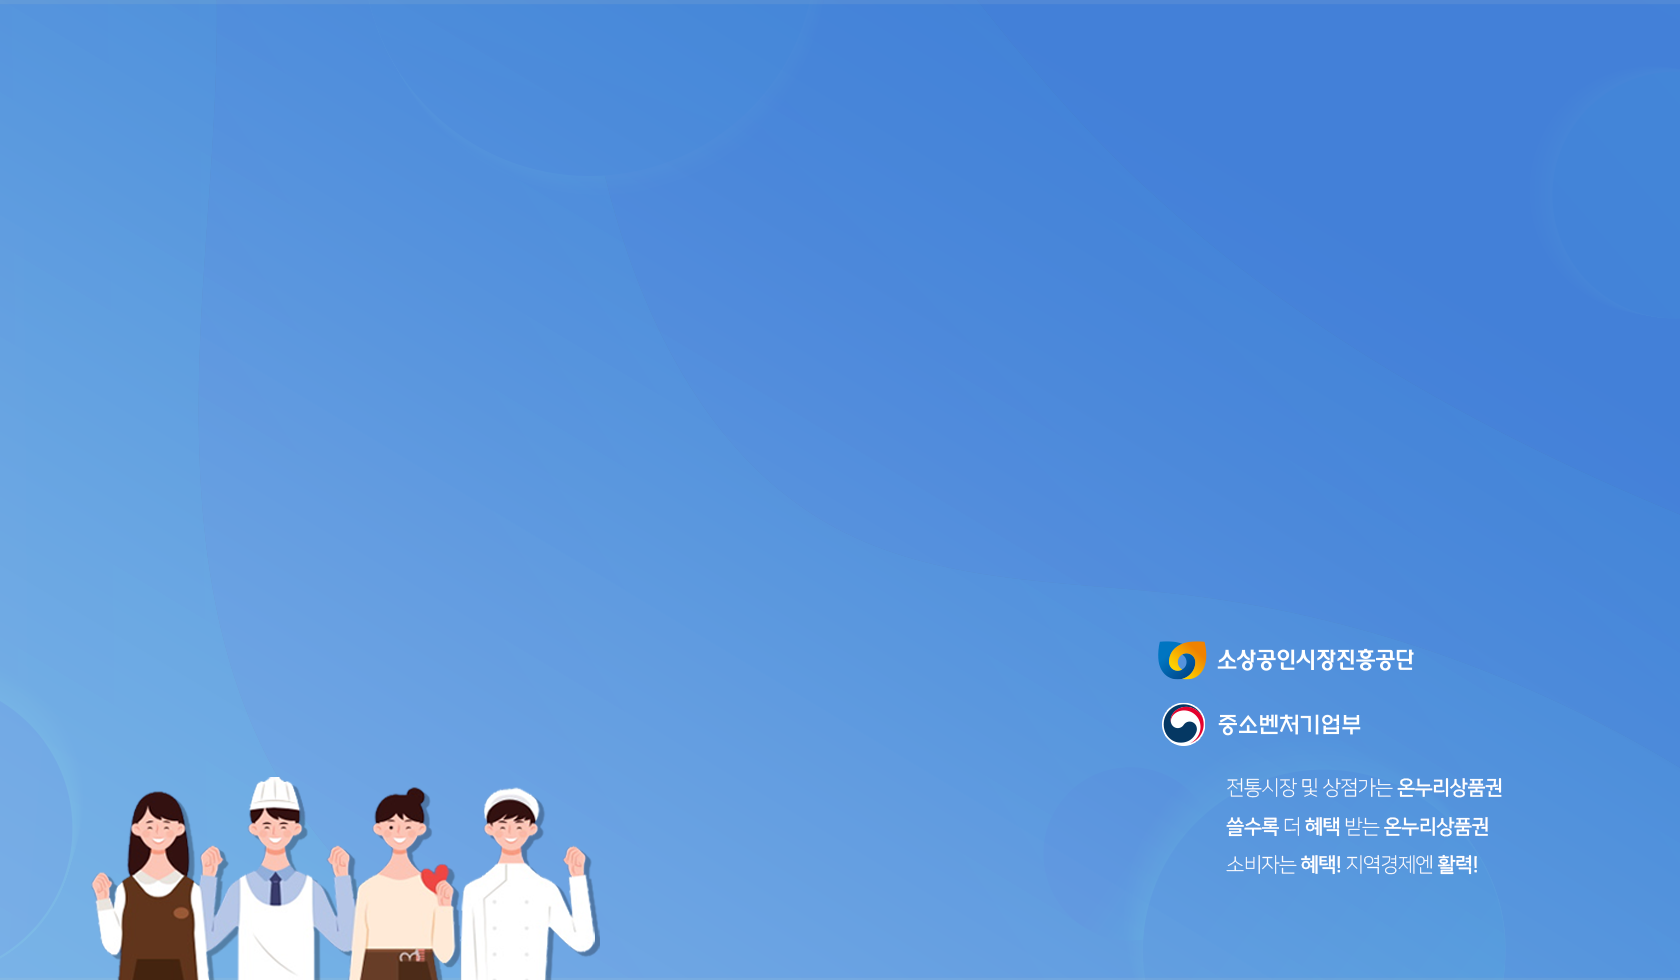 소상공인시장진흥공단
중소벤처기업부
전통시장 및 상점가는 온누리상품권
쓸수록 더 혜택 받는 온누리상품권
소비자는 혜택! 지역경제엔 활력!